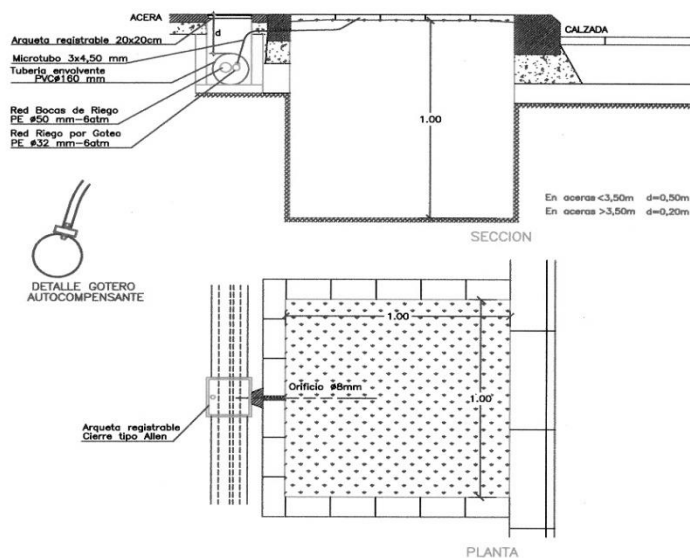 ACERA
Arqueta registrable 20x20cm
d
CALZADA
Microtubo 3x4,50 mm
Tuberia envolvente
PVCØ160 mm
Red Bocas de Riego
PE Ø50 mm-6atm
1.00
Red Riego por Goteo
PE Ø32 mm-6atm
En aceras <3,50m d=0,50m
En aceras >3,50m d=0,20m
SECCION
DETALLE GOTERO
AUTOCOMPENSANTE
1.00
Orificio Ø8mm
1.00
Arqueta registrable
Cierre tipo Allen
PLANTA